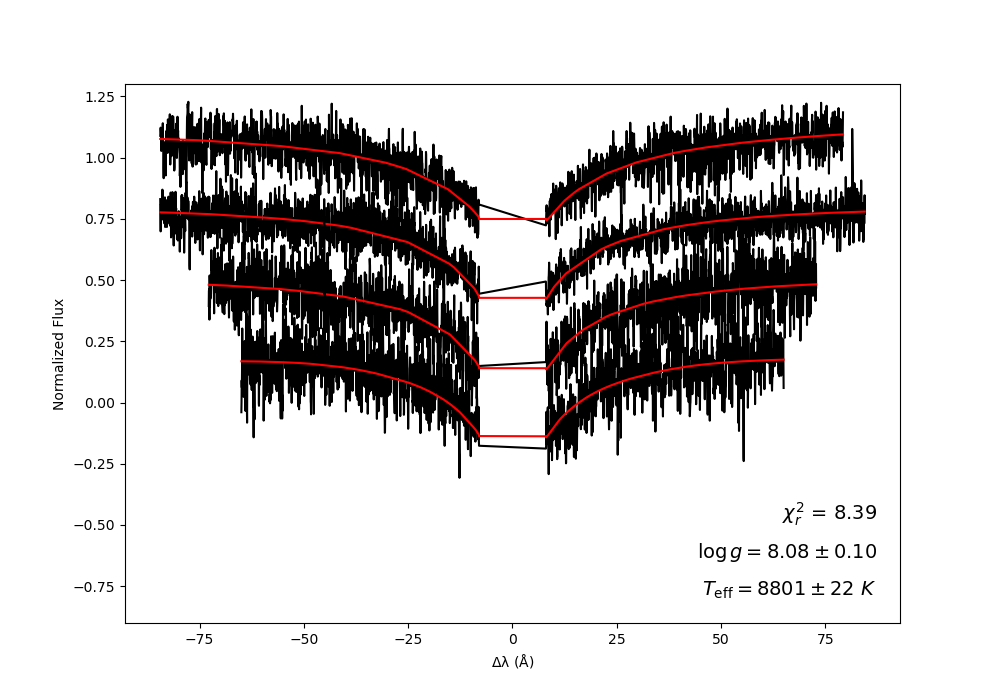 1.25
1.00
0.75
0.50
0.25
0.00
−0.25
−0.50
−0.75
Normalized Flux
χ²ᵣ = 8.39
log g = 8.08 ± 0.10
T_eff = 8801 ± 22 K
−75 −50 −25 0 25 50 75
Δλ (Å)